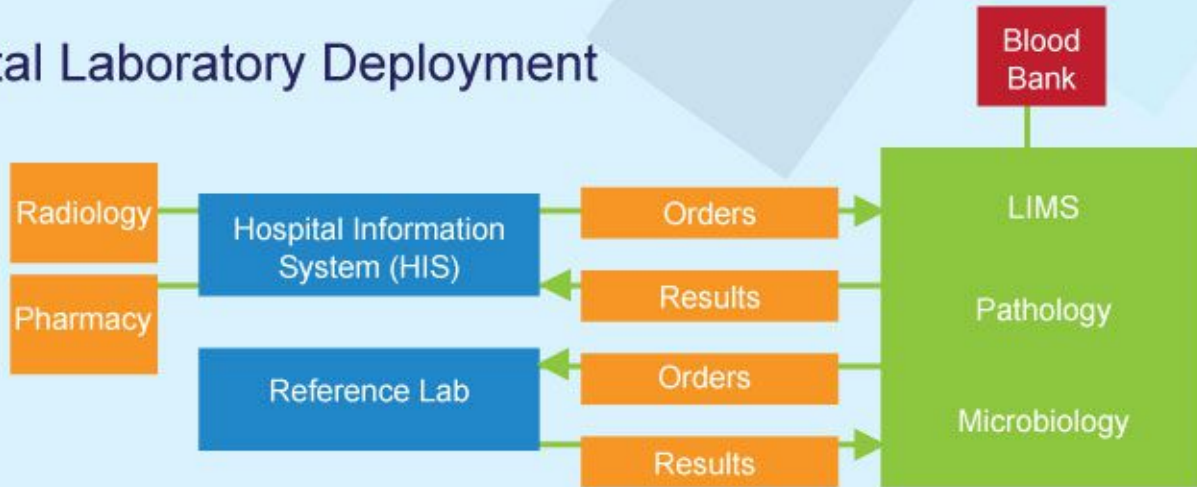 tal Laboratory Deployment
Blood
Bank
Radiology
Pharmacy
Hospital Information
System (HIS)
Reference Lab
Orders
Results
Orders
Results
LIMS
Pathology
Microbiology